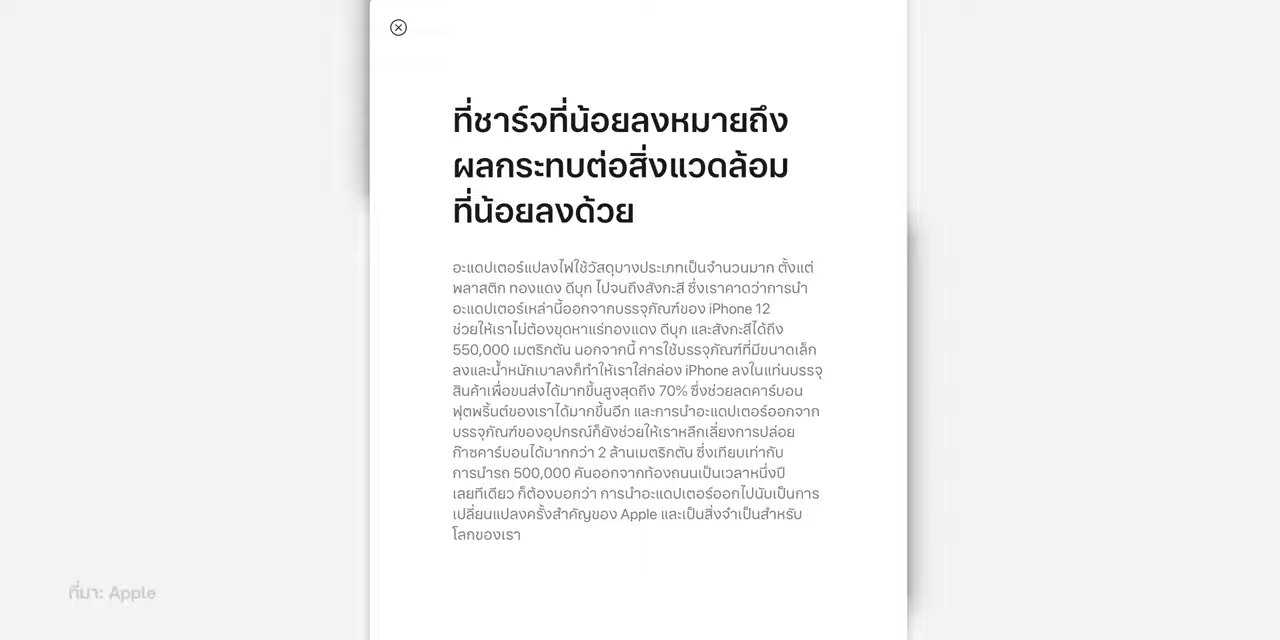 ที่ชาร์จที่น้อยลงหมายถึง
ผลกระทบต่อสิ่งแวดล้อม
ที่น้อยลงด้วย
อะแดปเตอร์แปลงไฟใช้วัสดุบางประเภทเป็นจำนวนมาก ตั้งแต่
พลาสติก ทองแดง ดีบุก ไปจนถึงสังกะสี ซึ่งเราคาดว่าการนำ
อะแดปเตอร์เหล่านี้ออกจากบรรจุภัณฑ์ของ iPhone 12
ช่วยให้เราไม่ต้องขุดหาแร่ทองแดง ดีบุก และสังกะสีได้ถึง
550,000 เมตริกตัน นอกจากนี้ การใช้บรรจุภัณฑ์ที่มีขนาดเล็ก
ลงและน้ำหนักเบาลงก็ทำให้เราใส่กล่อง iPhone ลงในแท่นบรรจุ
สินค้าเพื่อขนส่งได้มากขึ้นสูงสุดถึง 70% ซึ่งช่วยลดคาร์บอน
ฟุตพริ้นต์ของเราได้มากขึ้นอีก และการนำอะแดปเตอร์ออกจาก
บรรจุภัณฑ์ของอุปกรณ์ก็ยังช่วยให้เราหลีกเลี่ยงการปล่อย
ก๊าซคาร์บอนได้มากกว่า 2 ล้านเมตริกตัน ซึ่งเทียบเท่ากับ
การนำรถ 500,000 คันออกจากท้องถนนเป็นเวลาหนึ่งปี
เลยทีเดียว ก็ต้องบอกว่า การนำอะแดปเตอร์ออกไปนับเป็นการ
เปลี่ยนแปลงครั้งสำคัญของ Apple และเป็นสิ่งจำเป็นสำหรับ
โลกของเรา
ที่มา: Apple